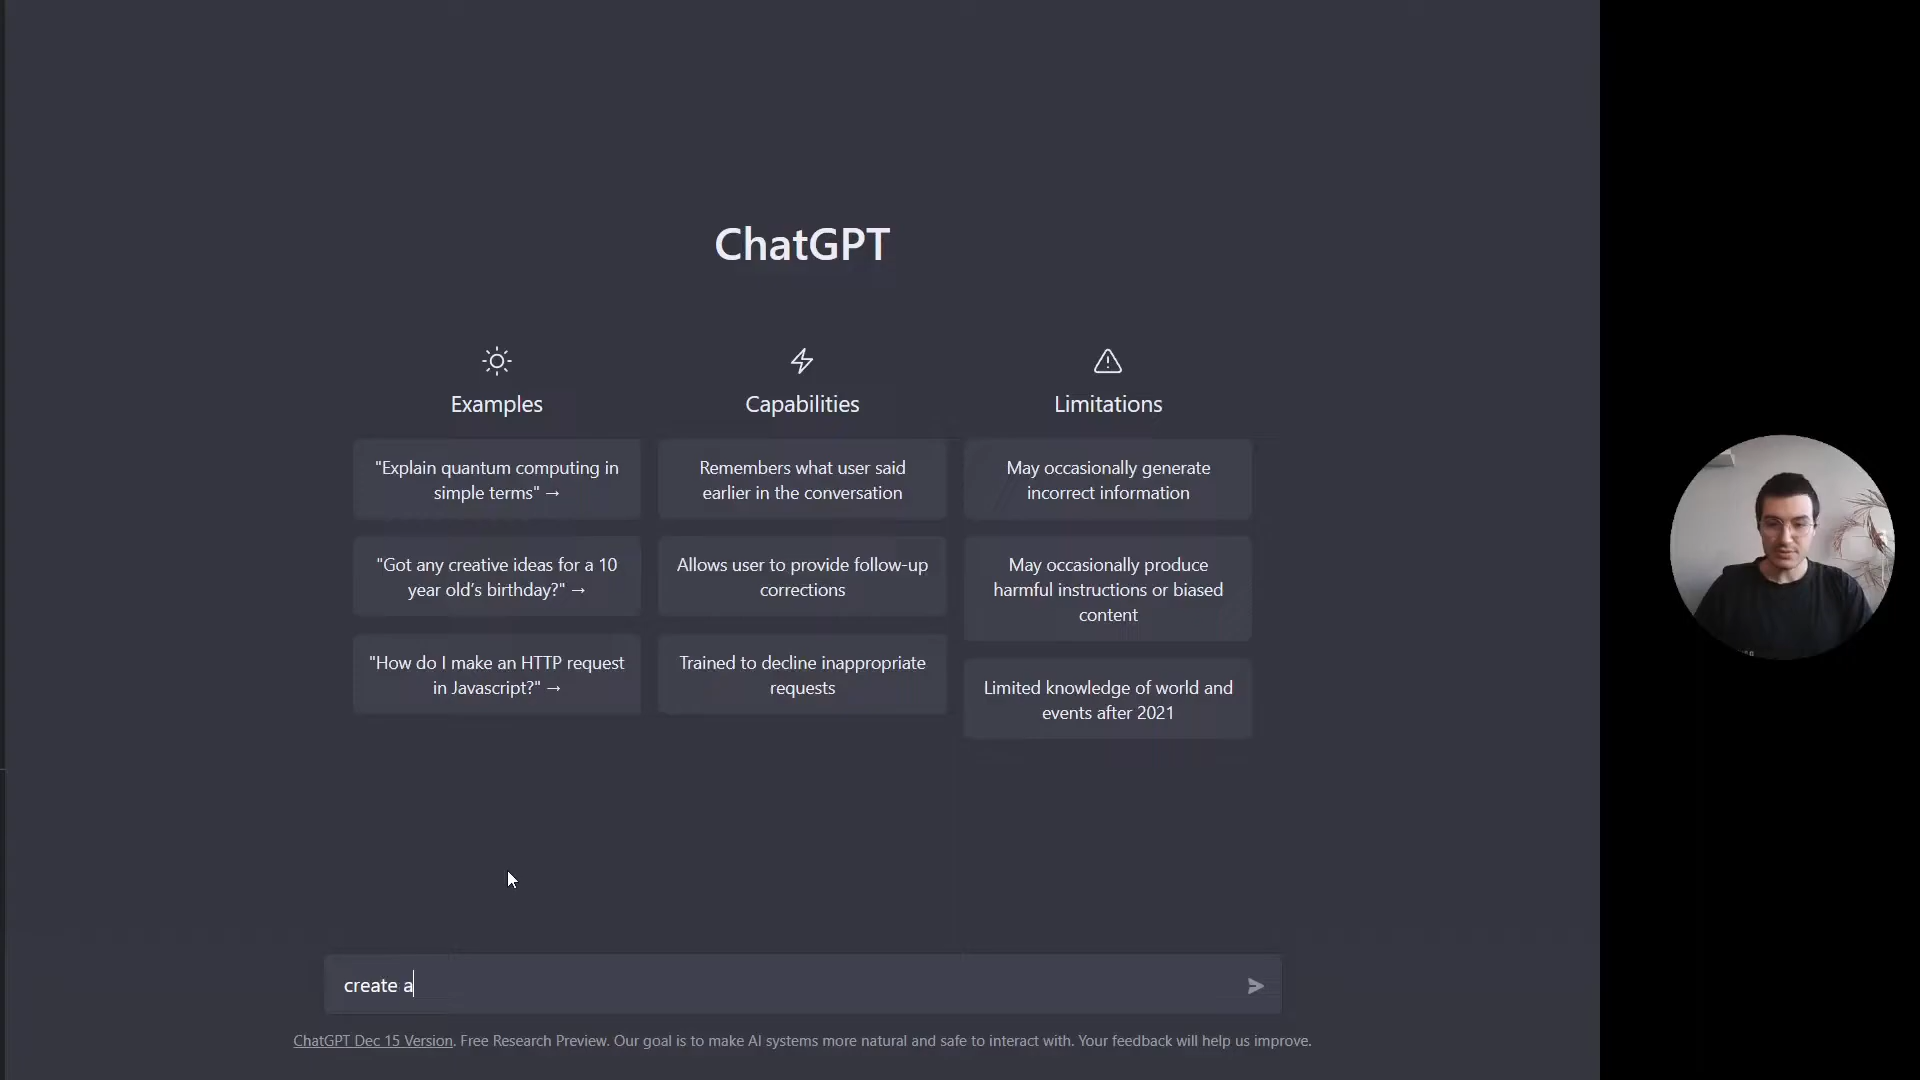 ChatGPT
Examples
"Explain quantum computing in
simple terms" →
"Got any creative ideas for a 10
year old’s birthday?" →
"How do I make an HTTP request
in Javascript?" →
Capabilities
Remembers what user said
earlier in the conversation
Allows user to provide follow-up
corrections
Trained to decline inappropriate
requests
Limitations
May occasionally generate
incorrect information
May occasionally produce
harmful instructions or biased
content
Limited knowledge of world and
events after 2021
create a
ChatGPT Dec 15 Version. Free Research Preview. Our goal is to make AI systems more natural and safe to interact with. Your feedback will help us improve.